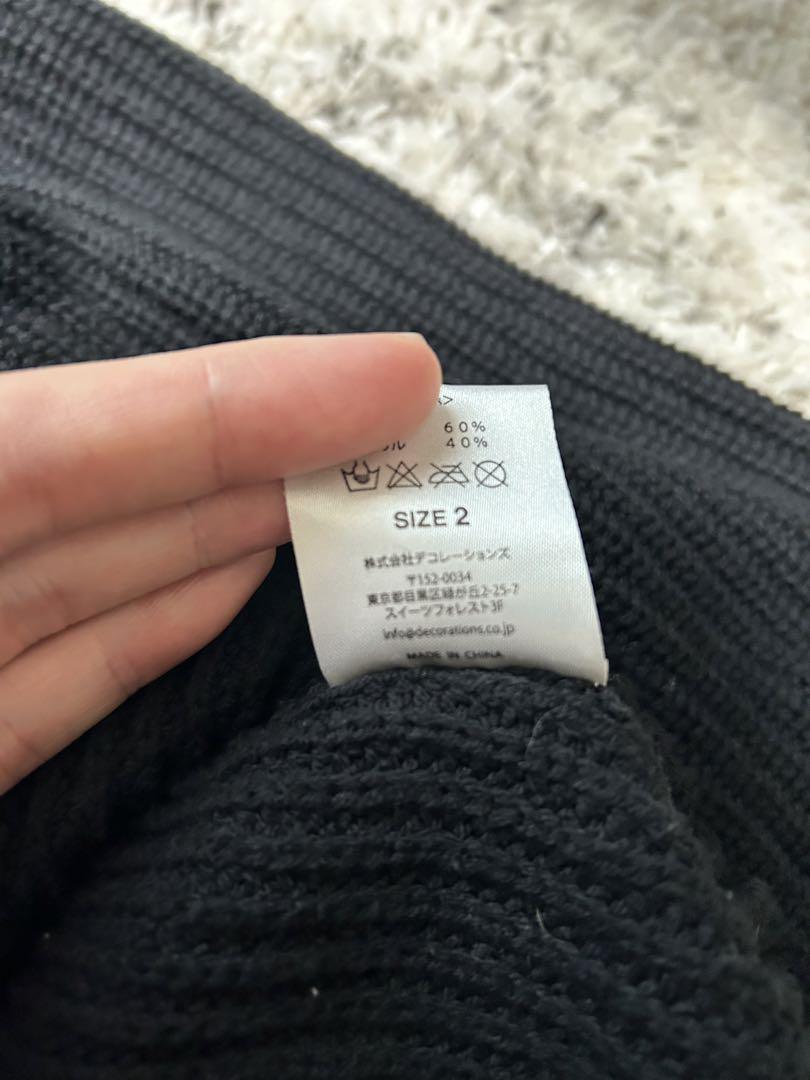 60%
40%
SIZE 2
株式会社デコレーションズ
〒152-0034
東京都目黒区緑が丘2-25-7
スイーツフォレスト3F
info@decorations.co.jp
MADE IN CHINA